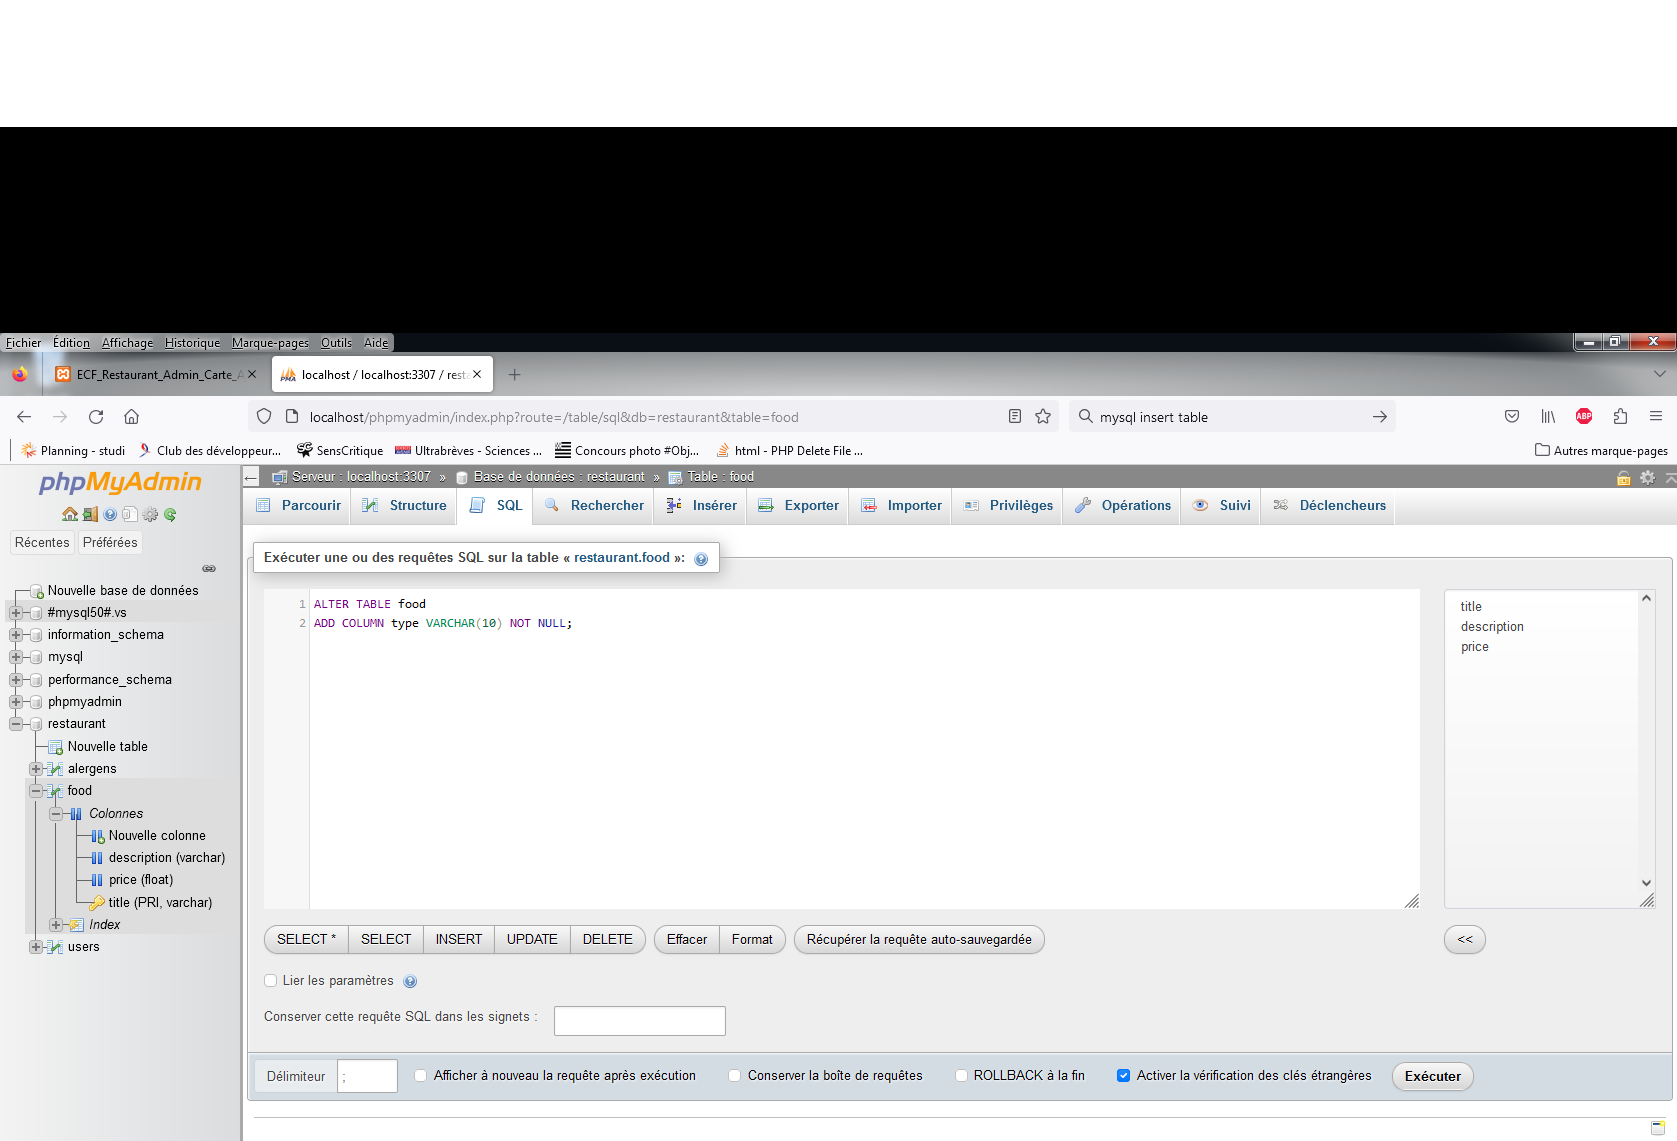 Fichier Édition Affichage Historique Marque-pages Outils Aide
ECF_Restaurant_Admin_Carte_A
localhost / localhost:3307 / resta
localhost/phpmyadmin/index.php?route=/table/sql&db=restaurant&table=food
mysql insert table
ABP
Planning - studi
Club des développeur...
SensCritique
Ultrabrèves - Sciences ...
Concours photo #Obj...
html - PHP Delete File ...
Autres marque-pages
phpMyAdmin
Récentes Préférées
Nouvelle base de données
#mysql50#.vs
information_schema
mysql
performance_schema
phpmyadmin
restaurant
Nouvelle table
alergens
food
Colonnes
Nouvelle colonne
description (varchar)
price (float)
title (PRI, varchar)
Index
users
Serveur : localhost:3307 » Base de données : restaurant » Table : food
Parcourir Structure SQL Rechercher Insérer Exporter Importer Privilèges Opérations Suivi Déclencheurs
Exécuter une ou des requêtes SQL sur la table « restaurant.food »:
1 ALTER TABLE food
2 ADD COLUMN type VARCHAR(10) NOT NULL;
title
description
price
SELECT * SELECT INSERT UPDATE DELETE Effacer Format Récupérer la requête auto-sauvegardée <<
Lier les paramètres
Conserver cette requête SQL dans les signets :
Délimiteur ; Afficher à nouveau la requête après exécution Conserver la boîte de requêtes ROLLBACK à la fin Activer la vérification des clés étrangères Exécuter